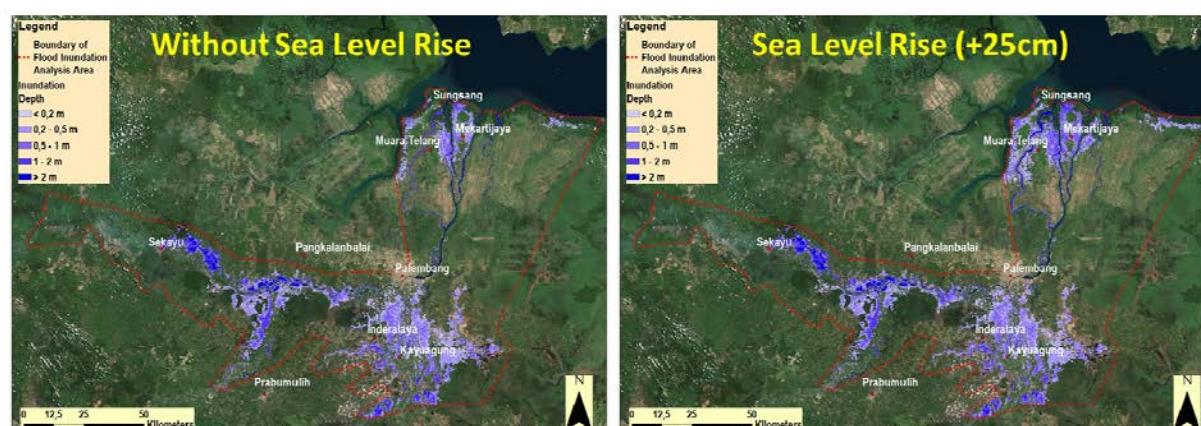 Legend
Boundary of
Flood Inundation
Analysis Area
Inundation
Depth
< 0,2 m
0,2 - 0,5 m
0,5 - 1 m
1 - 2 m
> 2 m
Without Sea Level Rise
Sungsang
Mekartijaya
Muara Telang
Sekayu
Pangkalanbalai
Palembang
Inderalaya
Kayuagung
Prabumulih
0 12,5 25 50
Kilometers
N
Legend
Boundary of
Flood Inundation
Analysis Area
Inundation
Depth
< 0,2 m
0,2 - 0,5 m
0,5 - 1 m
1 - 2 m
> 2 m
Sea Level Rise (+25cm)
Sungsang
Mekartijaya
Muara Telang
Sekayu
Pangkalanbalai
Palembang
Inderalaya
Kayuagung
Prabumulih
0 12,5 25 50
Kilometers
N